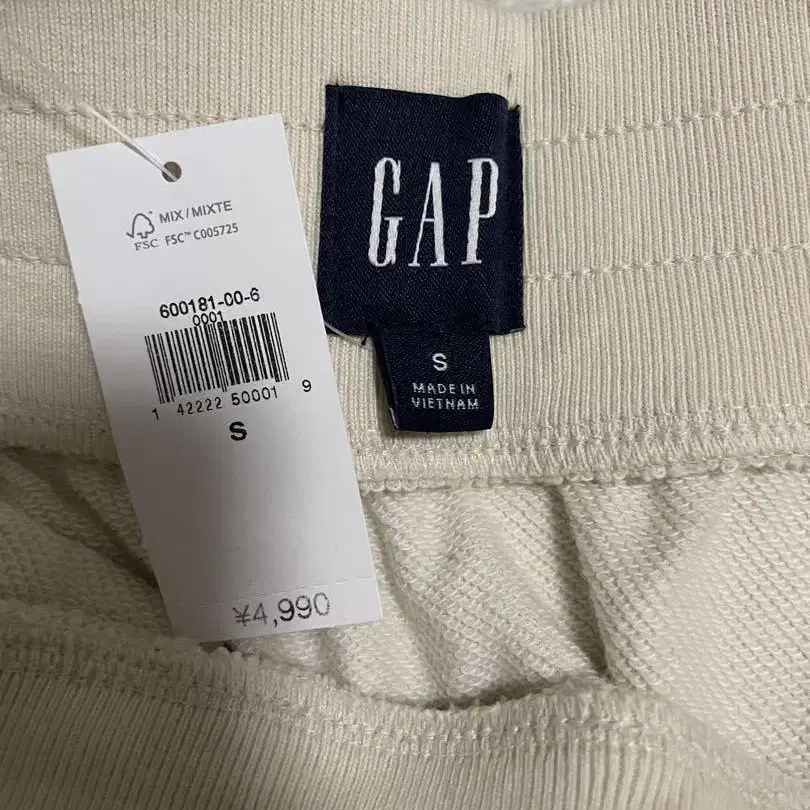 MIX / MIXTE
FSC FSC™ C005725
600181-00-6
0001
1 42222 50001 9
S
¥4,990
GAP
S
MADE IN
VIETNAM